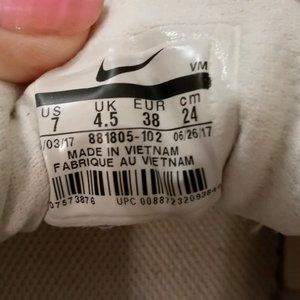 VM
US UK EUR cm
7 4.5 38 24
/03/17 881805-102 06/26/17
MADE IN VIETNAM
FABRIQUE AU VIETNAM
07573876 UPC